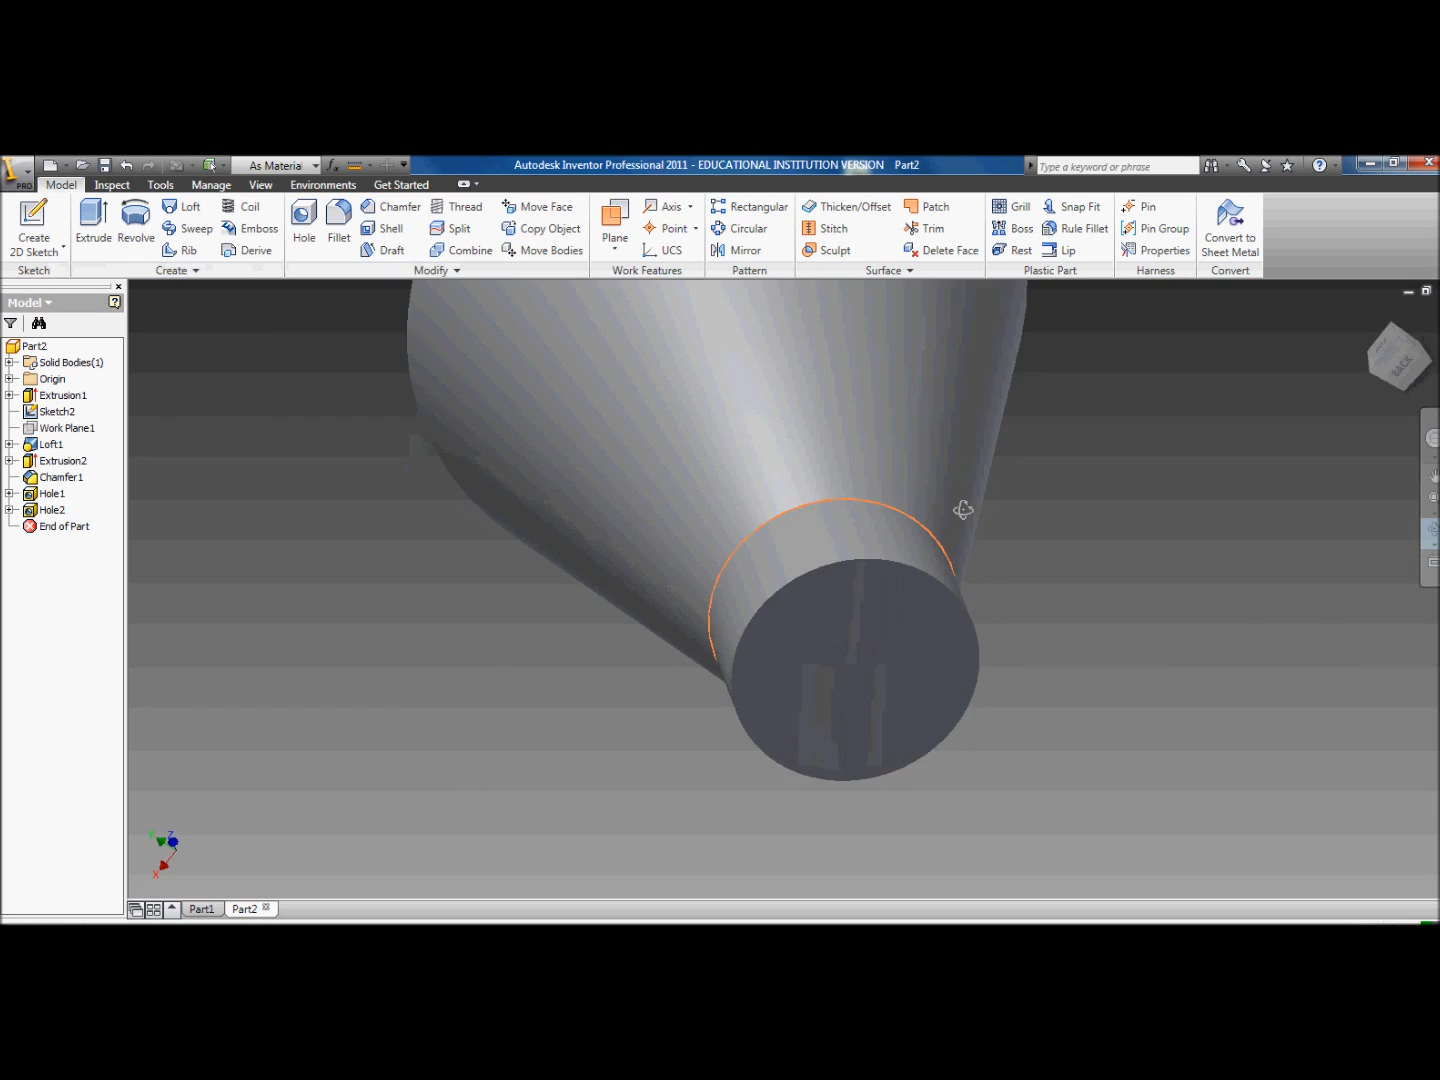 As Material
Autodesk Inventor Professional 2011 - EDUCATIONAL INSTITUTION VERSION Part2
Type a keyword or phrase
PRO
Model Inspect Tools Manage View Environments Get Started
Loft Coil Chamfer Thread Move Face Axis Rectangular Thicken/Offset Patch Grill Snap Fit Pin
Create Extrude Revolve Sweep Emboss Hole Fillet Shell Split Copy Object Plane Point Circular Stitch Trim Boss Rule Fillet Pin Group Convert to
2D Sketch Rib Derive Draft Combine Move Bodies UCS Mirror Sculpt Delete Face Rest Lip Properties Sheet Metal
Sketch Create Modify Work Features Pattern Surface Plastic Part Harness Convert
Model
Part2
Solid Bodies(1)
Origin
Extrusion1
Sketch2
Work Plane1
Loft1
Extrusion2
Chamfer1
Hole1
Hole2
End of Part
BACK
Y Z
X
Part1 Part2